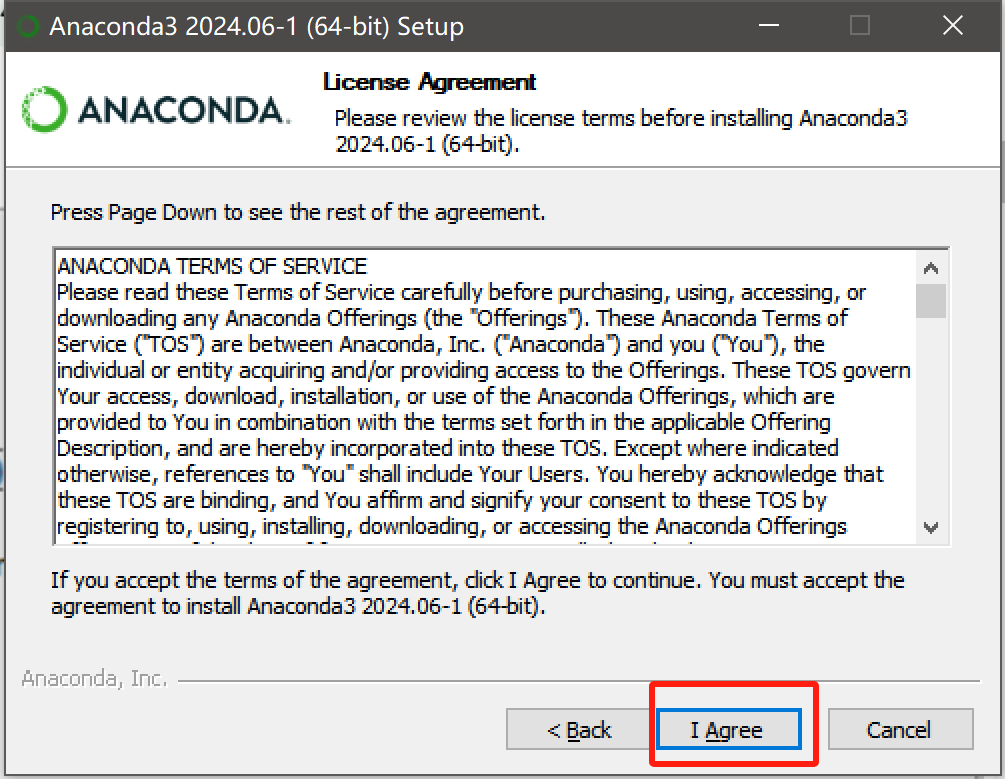 Anaconda3 2024.06-1 (64-bit) Setup
ANACONDA.
License Agreement
Please review the license terms before installing Anaconda3
2024.06-1 (64-bit).
Press Page Down to see the rest of the agreement.
ANACONDA TERMS OF SERVICE
Please read these Terms of Service carefully before purchasing, using, accessing, or
downloading any Anaconda Offerings (the "Offerings"). These Anaconda Terms of
Service ("TOS") are between Anaconda, Inc. ("Anaconda") and you ("You"), the
individual or entity acquiring and/or providing access to the Offerings. These TOS govern
Your access, download, installation, or use of the Anaconda Offerings, which are
provided to You in combination with the terms set forth in the applicable Offering
Description, and are hereby incorporated into these TOS. Except where indicated
otherwise, references to "You" shall include Your Users. You hereby acknowledge that
these TOS are binding, and You affirm and signify your consent to these TOS by
registering to, using, installing, downloading, or accessing the Anaconda Offerings
If you accept the terms of the agreement, click I Agree to continue. You must accept the
agreement to install Anaconda3 2024.06-1 (64-bit).
Anaconda, Inc.
< Back
I Agree
Cancel